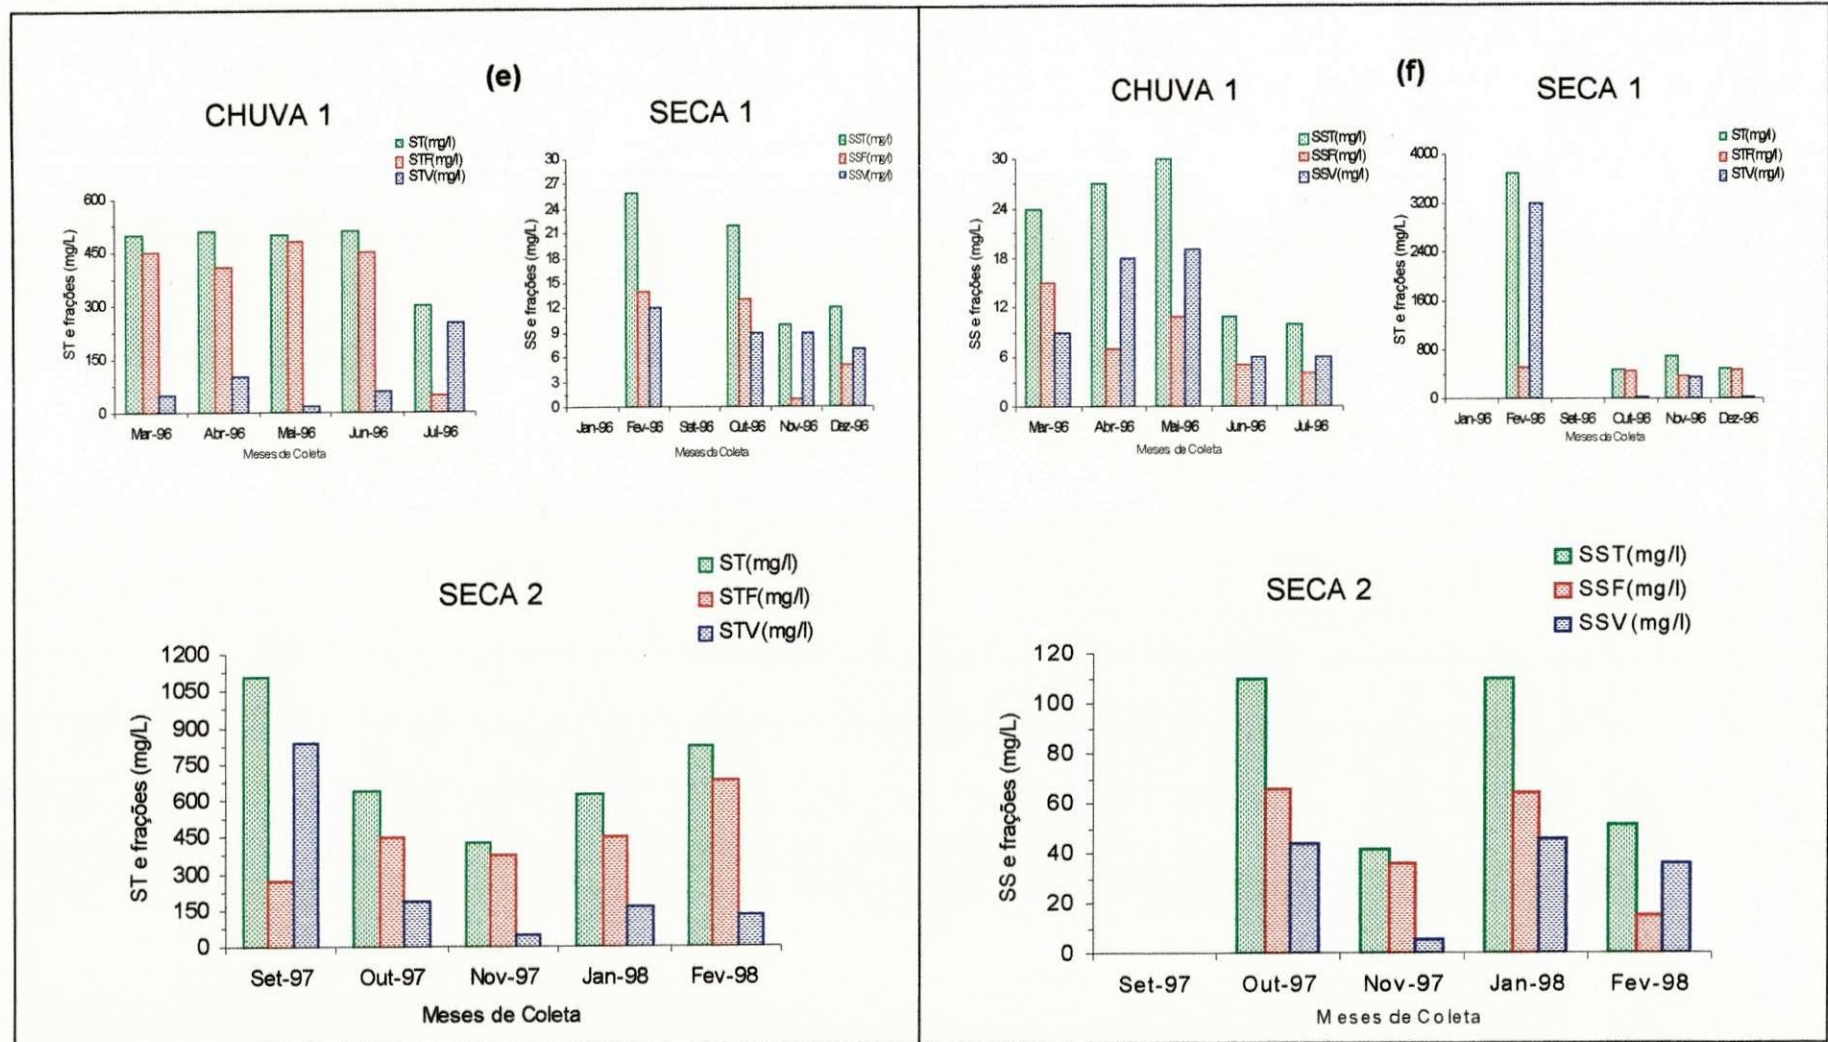 (e)
CHUVA 1
ST(mg/l)
STF(mg/l)
STV(mg/l)
ST e frações (mg/L)
600
450
300
150
0
Mar-96 Abr-96 Mai-96 Jun-96 Jul-96
Meses de Coleta
SECA 1
SST(mg/l)
SSF(mg/l)
SSV(mg/l)
SS e frações (mg/L)
30
27
24
21
18
15
12
9
6
3
0
Jan-96 Fev-96 Set-96 Out-96 Nov-96 Dez-96
Meses de Coleta
SECA 2
ST(mg/l)
STF(mg/l)
STV(mg/l)
ST e frações (mg/L)
1200
1050
900
750
600
450
300
150
0
Set-97 Out-97 Nov-97 Jan-98 Fev-98
Meses de Coleta
(f)
CHUVA 1
SST(mg/l)
SSF(mg/l)
SSV(mg/l)
SS e frações (mg/L)
30
24
18
12
6
0
Mar-96 Abr-96 Mai-96 Jun-96 Jul-96
Meses de Coleta
SECA 1
ST(mg/l)
STF(mg/l)
STV(mg/l)
ST e frações (mg/L)
4000
3200
2400
1600
800
0
Jan-96 Fev-96 Set-96 Out-96 Nov-96 Dez-96
Meses de Coleta
SECA 2
SST(mg/l)
SSF(mg/l)
SSV(mg/l)
SS e frações (mg/L)
120
100
80
60
40
20
0
Set-97 Out-97 Nov-97 Jan-98 Fev-98
Meses de Coleta